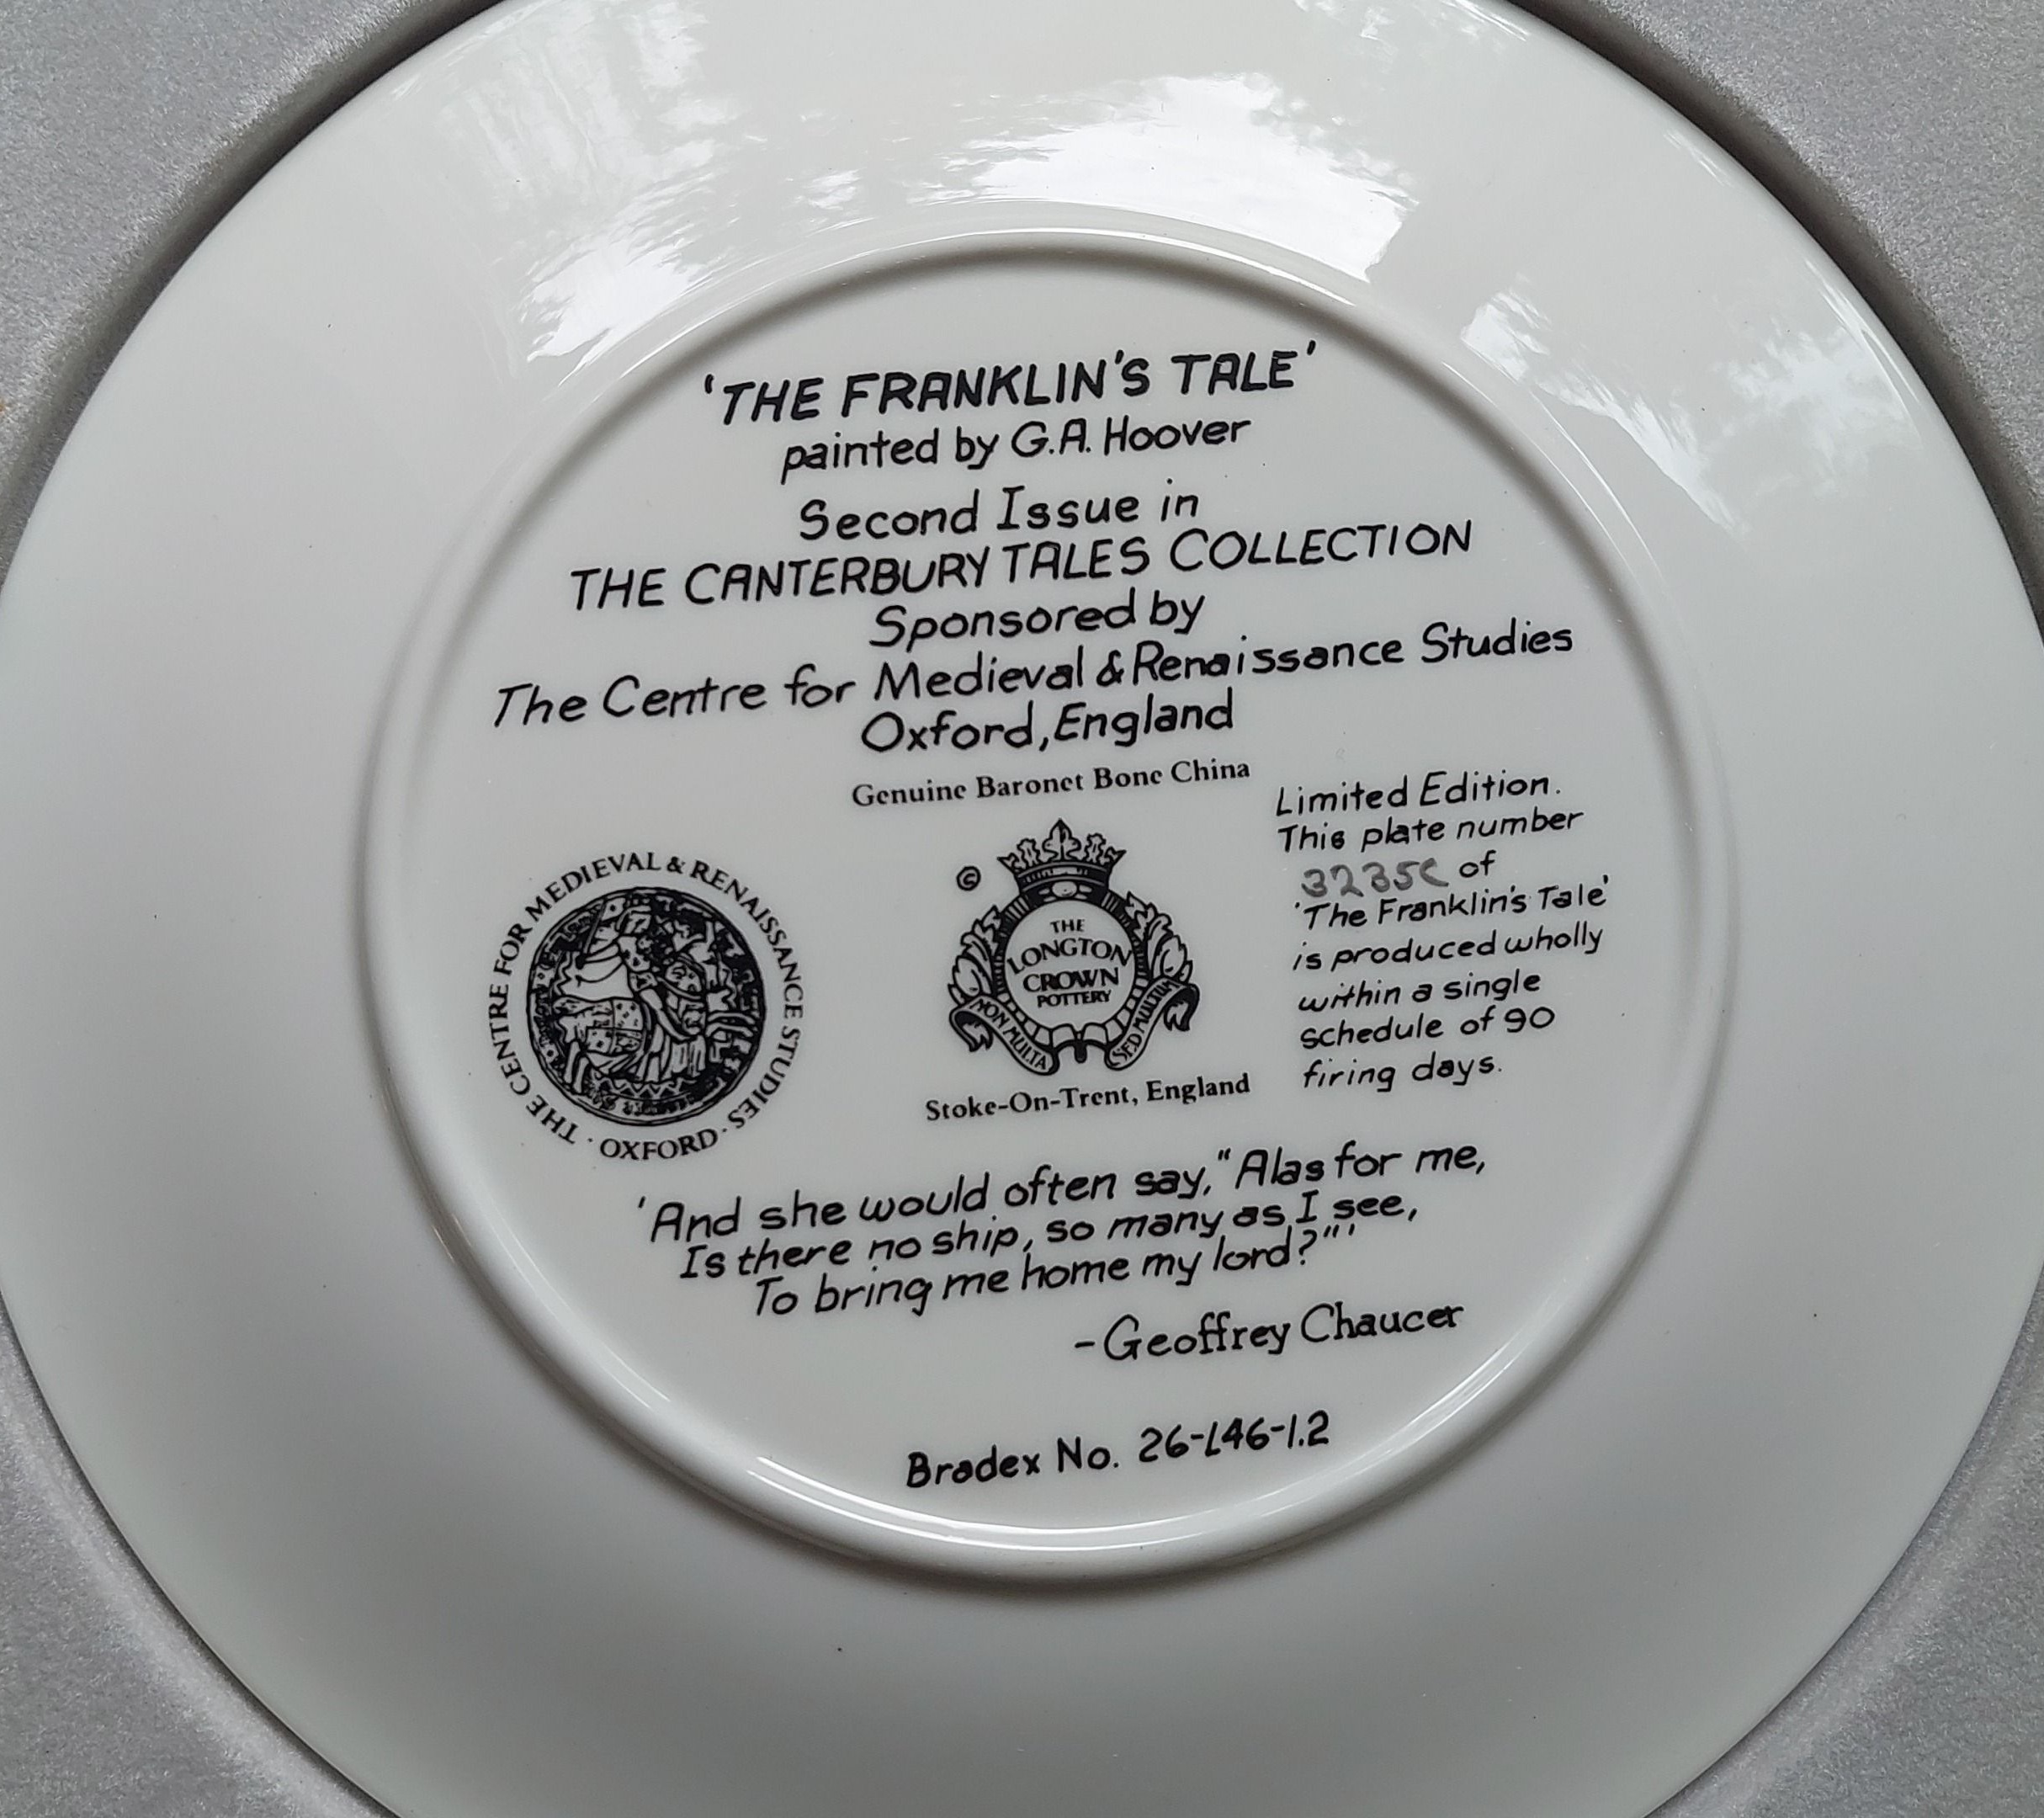 'THE FRANKLIN'S TALE'
painted by G.A. Hoover
Second Issue in
THE CANTERBURY TALES COLLECTION
Sponsored by
The Centre for Medieval & Renaissance Studies
Oxford, England
Genuine Baronet Bone China
THE CENTRE FOR MEDIEVAL & RENAISSANCE STUDIES · OXFORD ·
©
THE
LONGTON
CROWN
POTTERY
NON MULTA
SED MULTUM
Stoke-On-Trent, England
Limited Edition.
This plate number
3235C of
'The Franklin's Tale'
is produced wholly
within a single
schedule of 90
firing days.
'And she would often say, "Alas for me,
Is there no ship, so many as I see,
To bring me home my lord?"'
-Geoffrey Chaucer
Bradex No. 26-L46-1.2